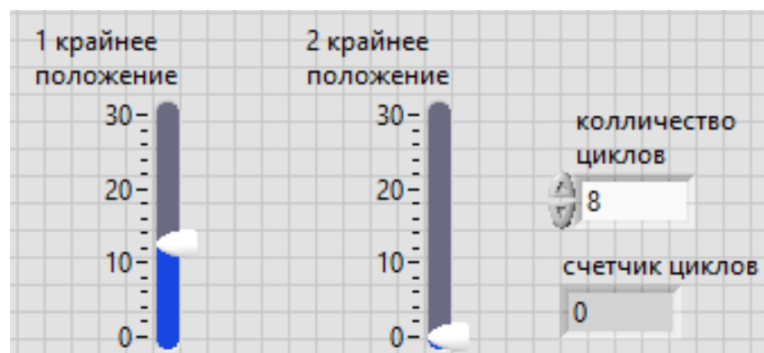 1 крайнее
положение
30
20
10
0
2 крайнее
положение
30
20
10
0
колличество
циклов
8
счетчик циклов
0